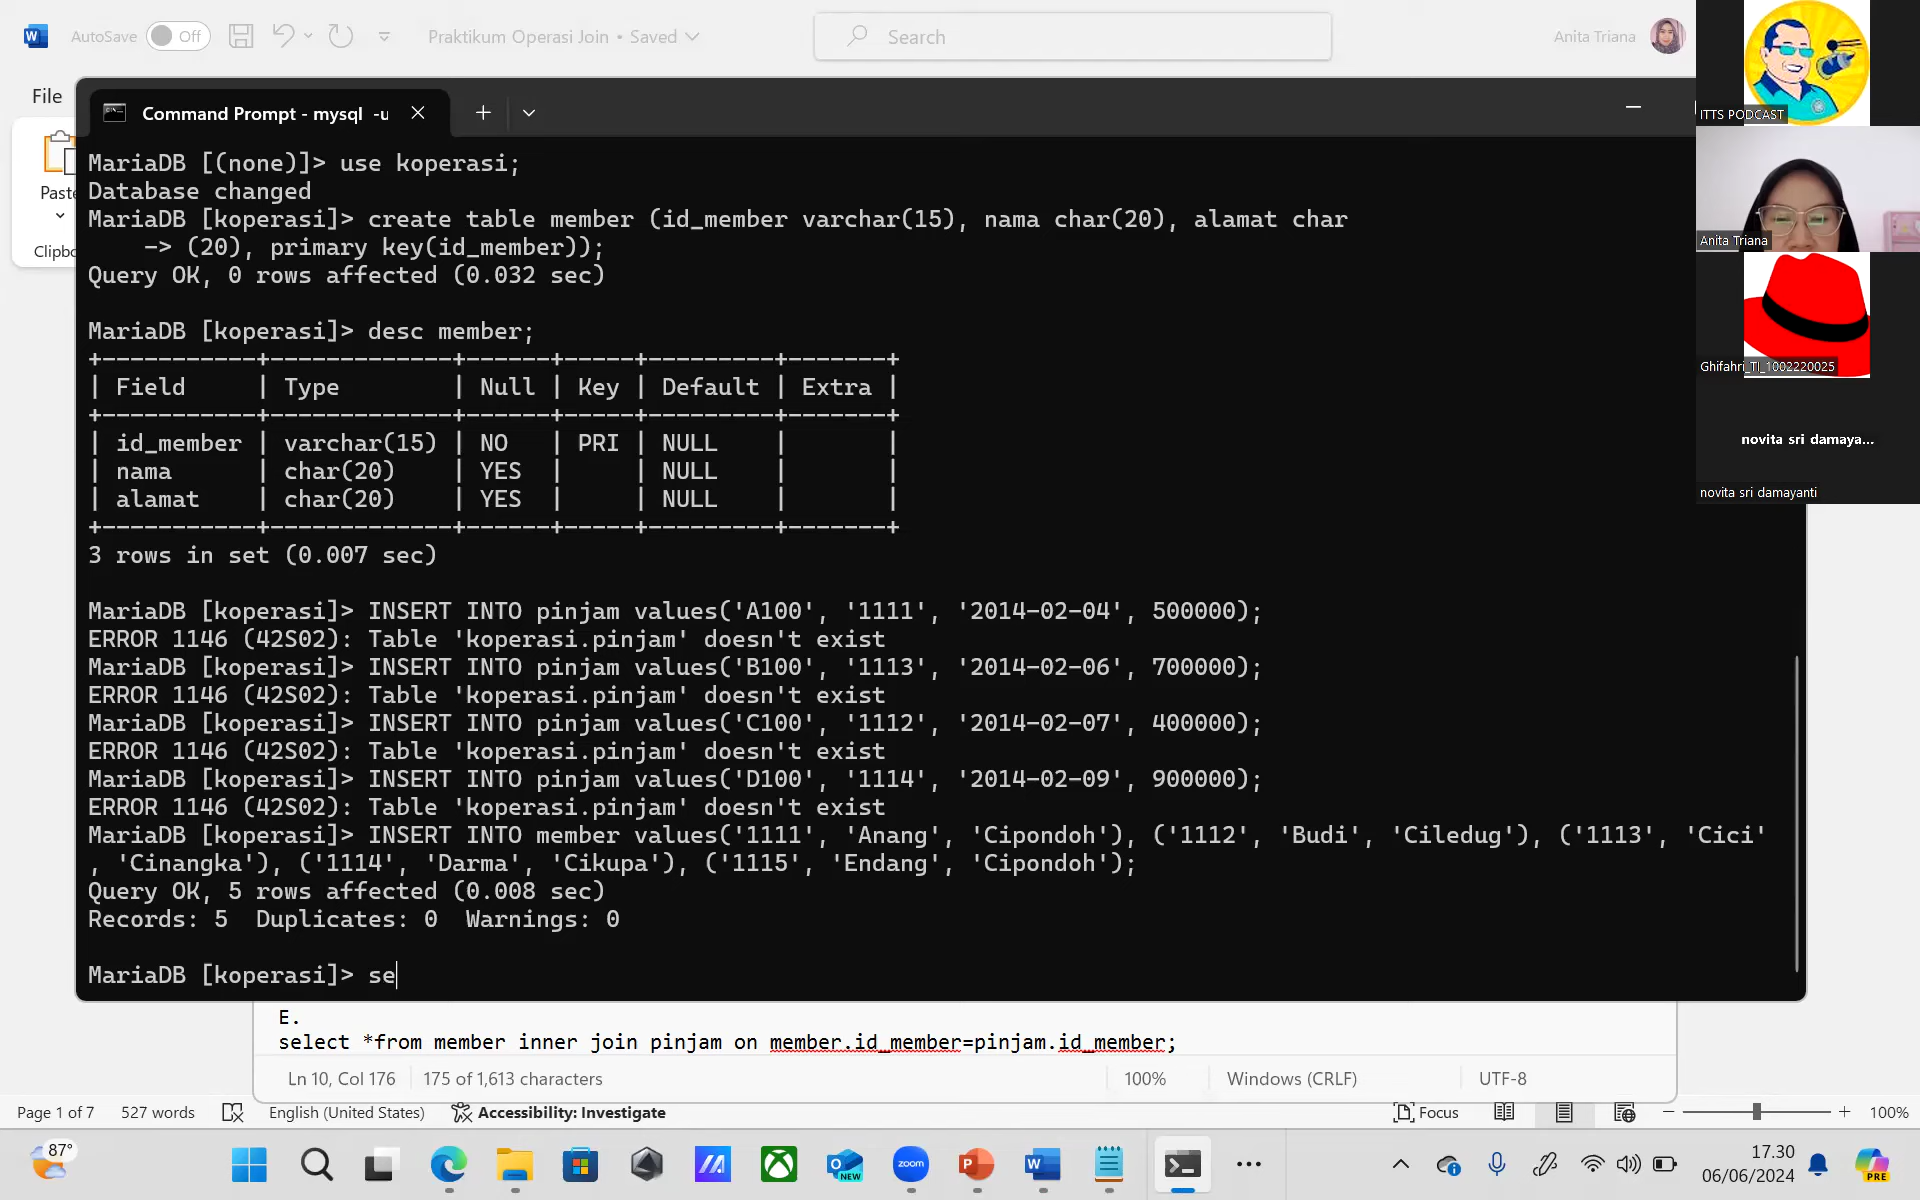 AutoSave Off Praktikum Operasi Join • Saved Search Anita Triana
File
Paste
Command Prompt - mysql -u
MariaDB [(none)]> use koperasi;
Database changed
MariaDB [koperasi]> create table member (id_member varchar(15), nama char(20), alamat char
    -> (20), primary key(id_member));
Query OK, 0 rows affected (0.032 sec)
MariaDB [koperasi]> desc member;
+-----------+-------------+------+-----+---------+-------+
| Field     | Type        | Null | Key | Default | Extra |
+-----------+-------------+------+-----+---------+-------+
| id_member | varchar(15) | NO   | PRI | NULL    |       |
| nama      | char(20)    | YES  |     | NULL    |       |
| alamat    | char(20)    | YES  |     | NULL    |       |
+-----------+-------------+------+-----+---------+-------+
3 rows in set (0.007 sec)
MariaDB [koperasi]> INSERT INTO pinjam values('A100', '1111', '2014-02-04', 500000);
ERROR 1146 (42S02): Table 'koperasi.pinjam' doesn't exist
MariaDB [koperasi]> INSERT INTO pinjam values('B100', '1113', '2014-02-06', 700000);
ERROR 1146 (42S02): Table 'koperasi.pinjam' doesn't exist
MariaDB [koperasi]> INSERT INTO pinjam values('C100', '1112', '2014-02-07', 400000);
ERROR 1146 (42S02): Table 'koperasi.pinjam' doesn't exist
MariaDB [koperasi]> INSERT INTO pinjam values('D100', '1114', '2014-02-09', 900000);
ERROR 1146 (42S02): Table 'koperasi.pinjam' doesn't exist
MariaDB [koperasi]> INSERT INTO member values('1111', 'Anang', 'Cipondoh'), ('1112', 'Budi', 'Ciledug'), ('1113', 'Cici'
, 'Cinangka'), ('1114', 'Darma', 'Cikupa'), ('1115', 'Endang', 'Cipondoh');
Query OK, 5 rows affected (0.008 sec)
Records: 5  Duplicates: 0  Warnings: 0
MariaDB [koperasi]> se
Clipbo
ITTS PODCAST
Anita Triana
Ghifahri_TI_1002220025
novita sri damaya...
novita sri damayanti
E.
select *from member inner join pinjam on member.id_member=pinjam.id_member;
Ln 10, Col 176 175 of 1,613 characters 100% Windows (CRLF) UTF-8
Page 1 of 7 527 words English (United States) Accessibility: Investigate Focus 100%
87° NEW zoom 17.30
06/06/2024 PRE